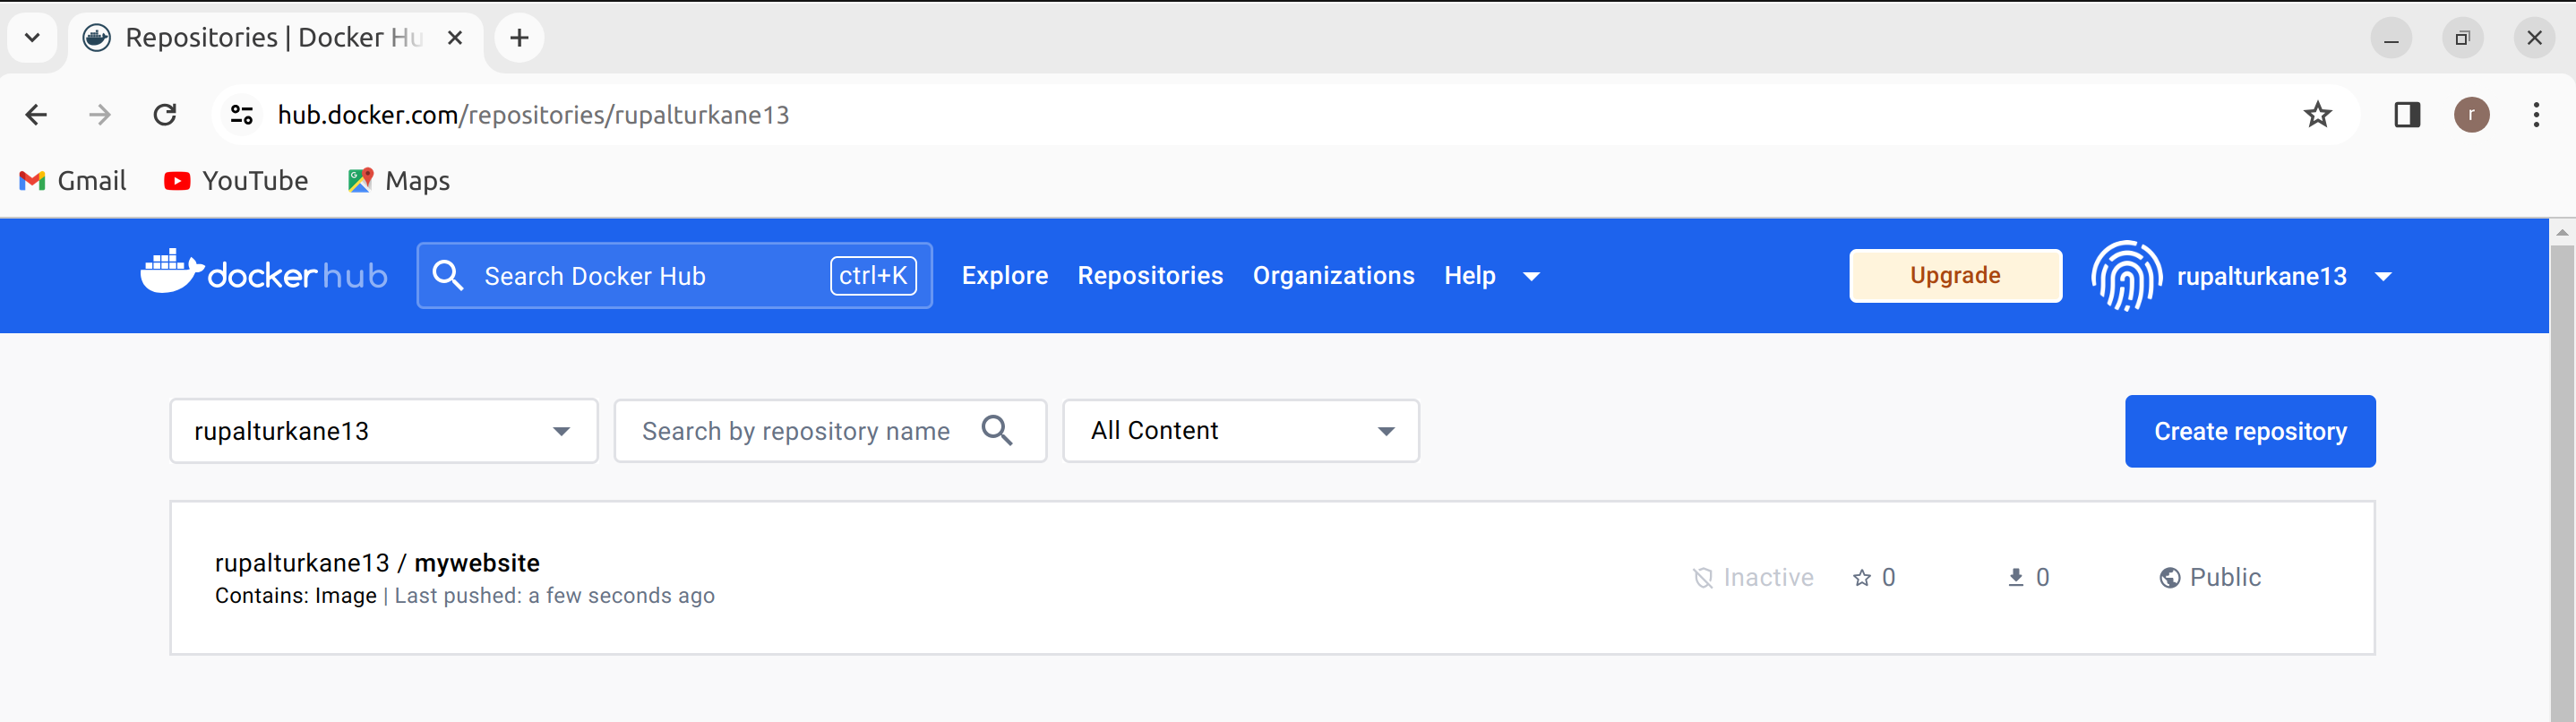 Repositories | Docker Hu
hub.docker.com/repositories/rupalturkane13
r
Gmail YouTube Maps
dockerhub Search Docker Hub ctrl+K Explore Repositories Organizations Help Upgrade rupalturkane13
rupalturkane13 Search by repository name All Content Create repository
rupalturkane13 / mywebsite
Contains: Image | Last pushed: a few seconds ago
Inactive 0 0 Public